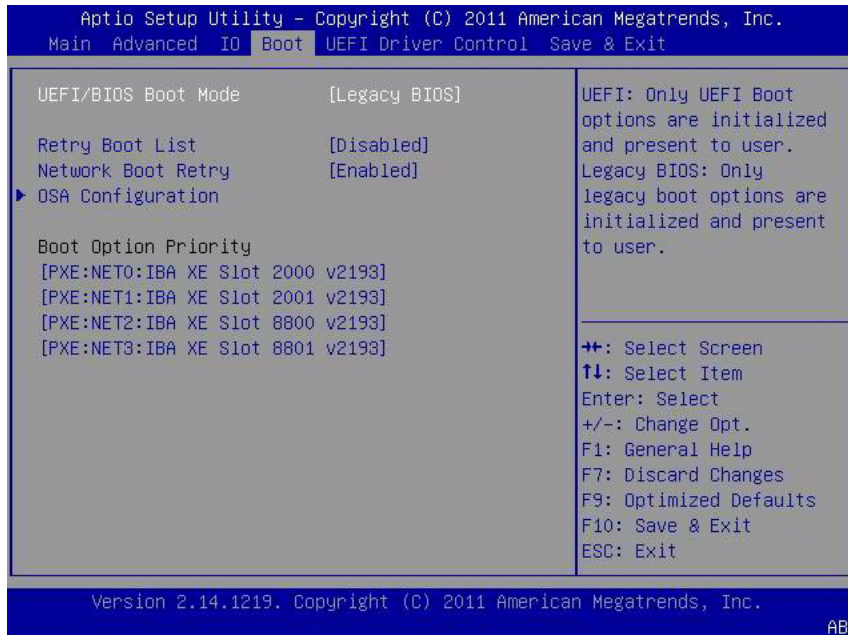 Aptio Setup Utility – Copyright (C) 2011 American Megatrends, Inc.
Main Advanced IO Boot UEFI Driver Control Save & Exit
UEFI/BIOS Boot Mode [Legacy BIOS]
Retry Boot List [Disabled]
Network Boot Retry [Enabled]
OSA Configuration
Boot Option Priority
[PXE:NET0:IBA XE Slot 2000 v2193]
[PXE:NET1:IBA XE Slot 2001 v2193]
[PXE:NET2:IBA XE Slot 8800 v2193]
[PXE:NET3:IBA XE Slot 8801 v2193]
UEFI: Only UEFI Boot
options are initialized
and present to user.
Legacy BIOS: Only
legacy boot options are
initialized and present
to user.
→←: Select Screen
↑↓: Select Item
Enter: Select
+/-: Change Opt.
F1: General Help
F7: Discard Changes
F9: Optimized Defaults
F10: Save & Exit
ESC: Exit
Version 2.14.1219. Copyright (C) 2011 American Megatrends, Inc.
AB